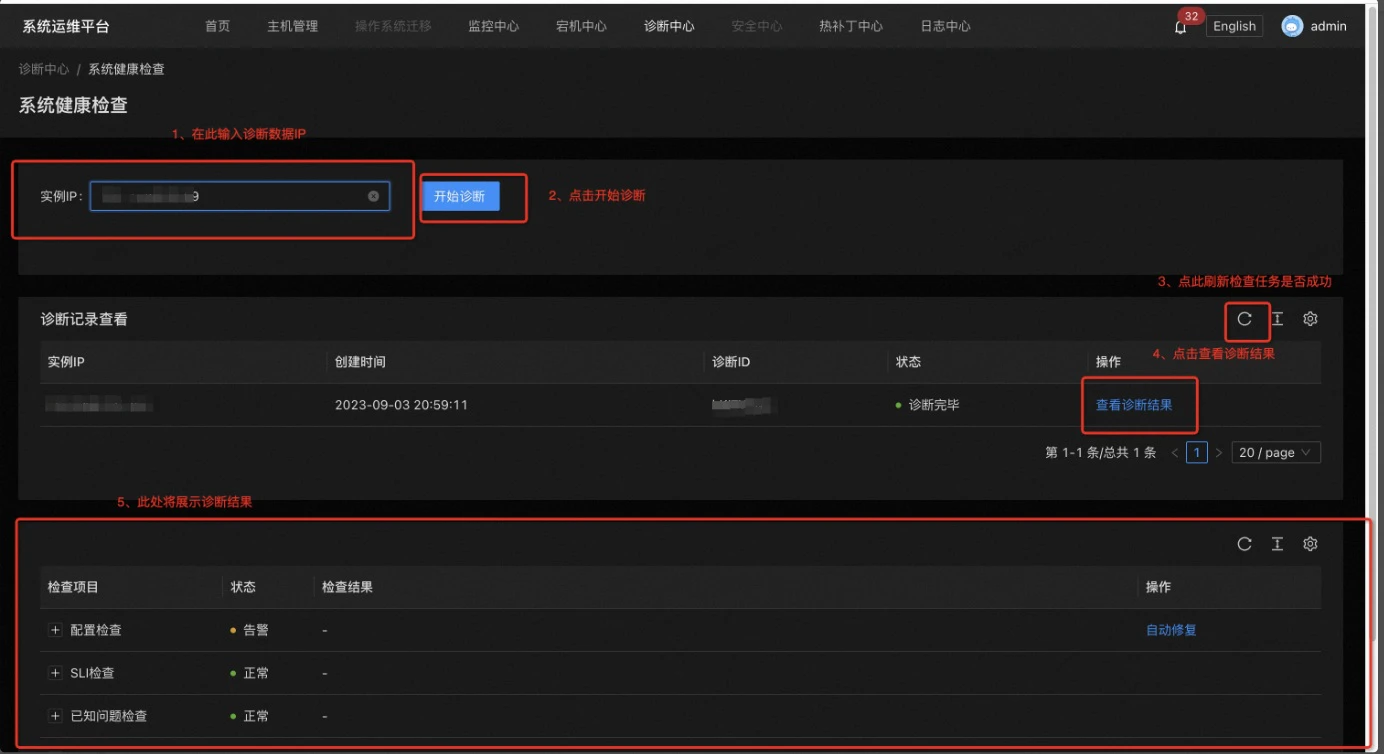 系统运维平台 首页 主机管理 操作系统迁移 监控中心 宕机中心 诊断中心 安全中心 热补丁中心 日志中心 32 English admin
诊断中心 / 系统健康检查
系统健康检查
1、在此输入诊断数据IP
实例IP: 9 开始诊断 2、点击开始诊断
3、点此刷新检查任务是否成功
诊断记录查看
4、点击查看诊断结果
实例IP 创建时间 诊断ID 状态 操作
2023-09-03 20:59:11 诊断完毕 查看诊断结果
第 1-1 条/总共 1 条 < 1 > 20 / page
5、此处将展示诊断结果
检查项目 状态 检查结果 操作
+ 配置检查 告警 - 自动修复
+ SLI检查 正常 -
+ 已知问题检查 正常 -